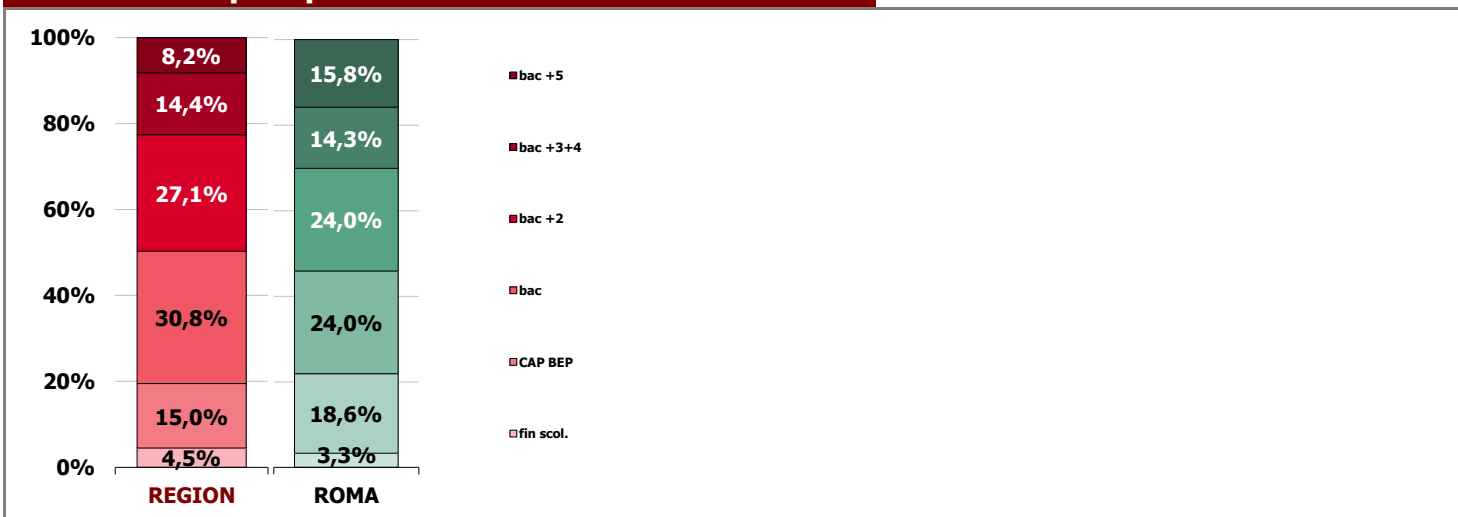 100%
80%
60%
40%
20%
0%
8,2%
14,4%
27,1%
30,8%
15,0%
4,5%
REGION
15,8%
14,3%
24,0%
24,0%
18,6%
3,3%
ROMA
bac +5
bac +3+4
bac +2
bac
CAP BEP
fin scol.